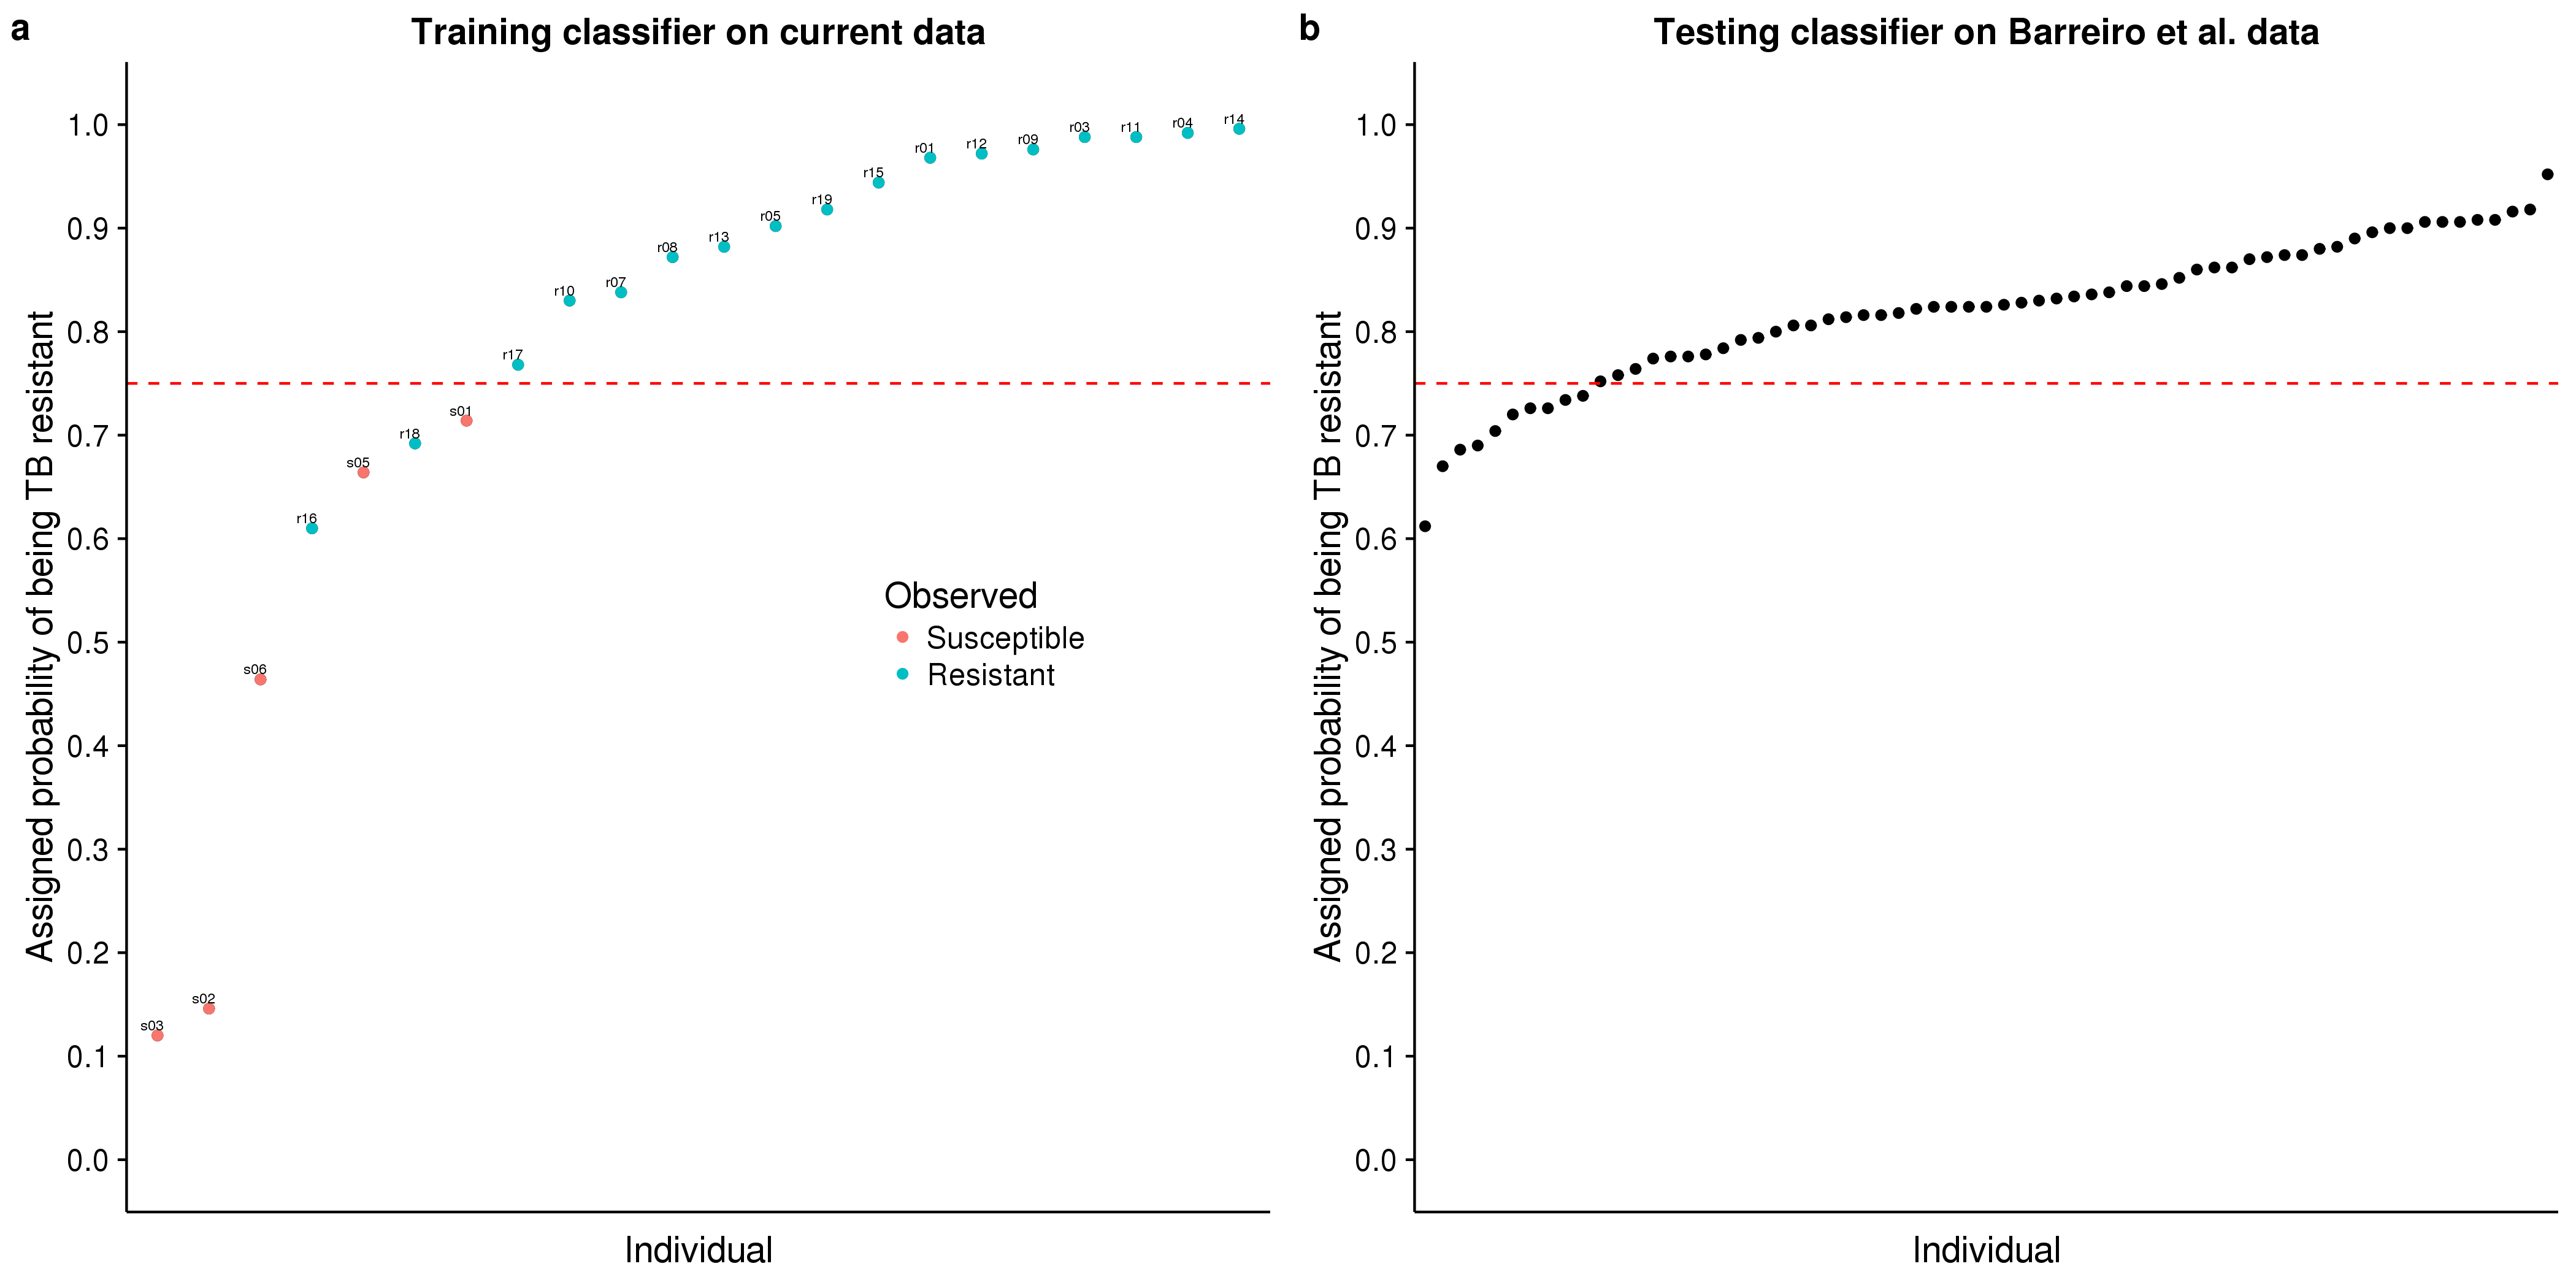 a
Training classifier on current data
Assigned probability of being TB resistant
1.0
0.9
0.8
0.7
0.6
0.5
0.4
0.3
0.2
0.1
0.0
s03
s02
s06
r16
s05
r18
s01
r17
r10
r07
r08
r13
r05
r19
r15
r01
r12
r09
r03
r11
r04
r14
Observed
Susceptible
Resistant
Individual
b
Testing classifier on Barreiro et al. data
Assigned probability of being TB resistant
1.0
0.9
0.8
0.7
0.6
0.5
0.4
0.3
0.2
0.1
0.0
Individual